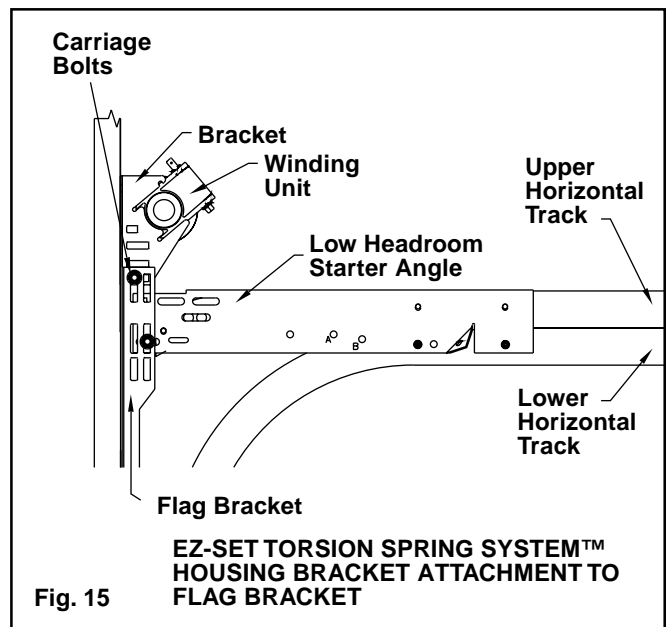 Carriage
Bolts
Bracket
Winding
Unit
Upper
Horizontal
Track
Low Headroom
Starter Angle
A
B
Lower
Horizontal
Track
Flag Bracket
EZ-SET TORSION SPRING SYSTEM™
HOUSING BRACKET ATTACHMENT TO
FLAG BRACKET
Fig. 15